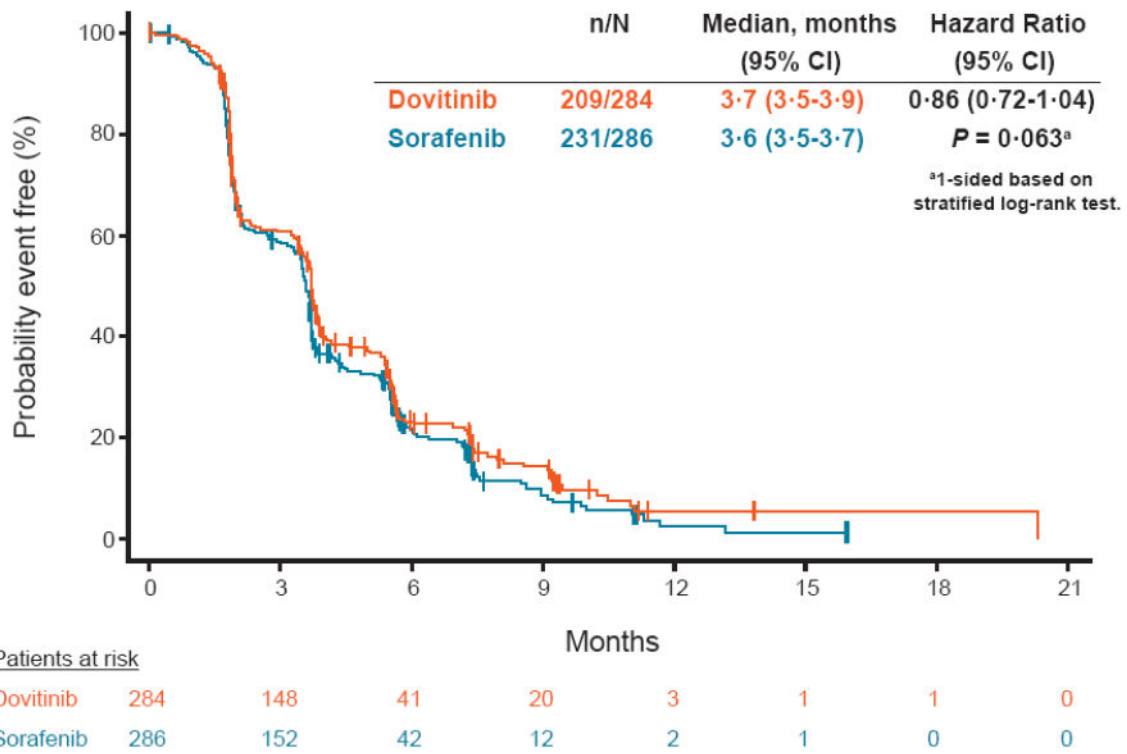 n/N Median, months Hazard Ratio
(95% CI) (95% CI)
Dovitinib 209/284 3·7 (3·5-3·9) 0·86 (0·72-1·04)
Sorafenib 231/286 3·6 (3·5-3·7) P = 0·063ᵃ
ᵃ1-sided based on
stratified log-rank test.
Probability event free (%)
100
80
60
40
20
0
0 3 6 9 12 15 18 21
Months
Patients at risk
Dovitinib 284 148 41 20 3 1 1 0
Sorafenib 286 152 42 12 2 1 0 0